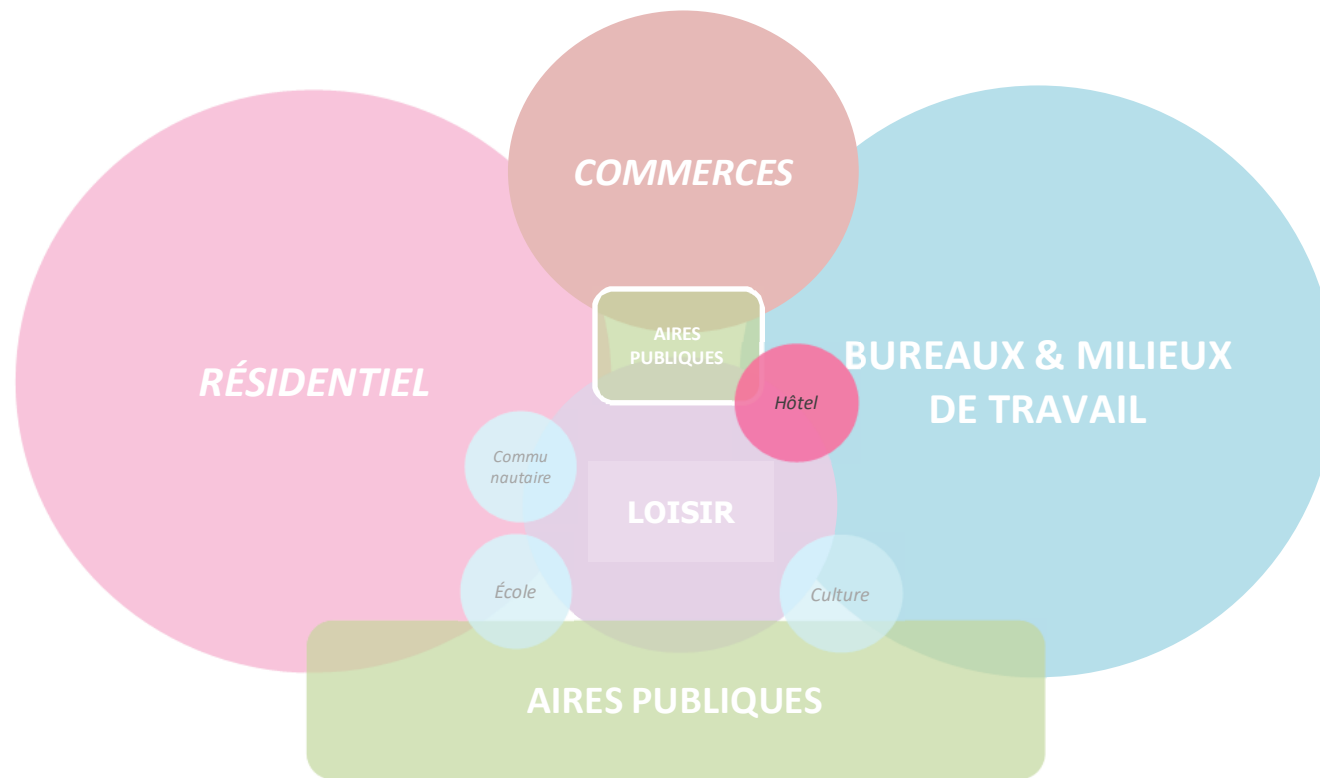 COMMERCES
AIRES
PUBLIQUES
RÉSIDENTIEL
BUREAUX & MILIEUX
DE TRAVAIL
Hôtel
Commu
nautaire
LOISIR
École
Culture
AIRES PUBLIQUES